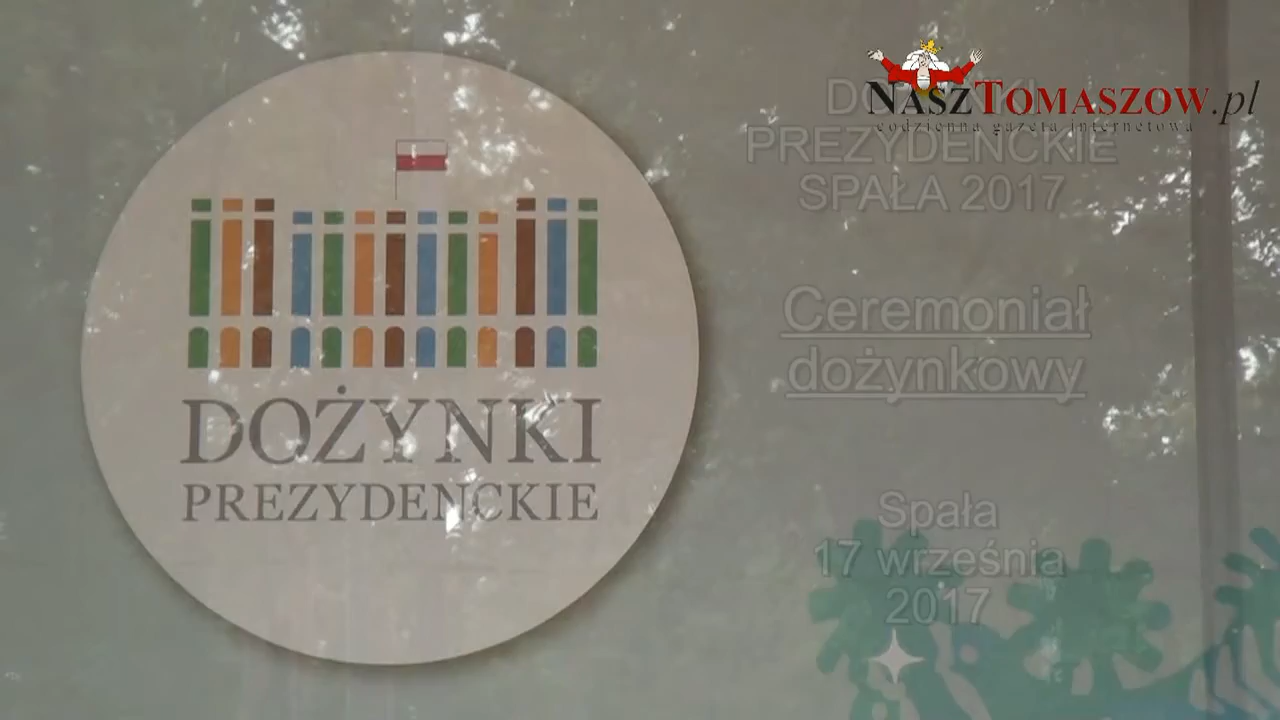 DOŻYNKI
PREZYDENCKIE
NASZTOMASZOW.pl
codzienna gazeta internetowa
DOŻYNKI
PREZYDENCKIE
SPAŁA 2017
Ceremoniał
dożynkowy
Spała
17 września
2017